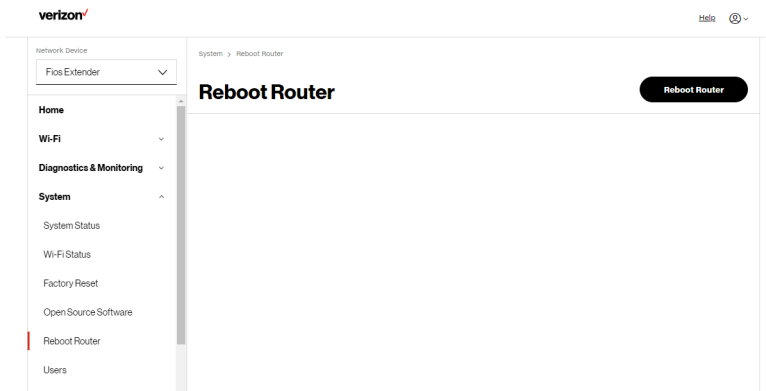 verizon
Help
Network Device
Fios Extender
System > Reboot Router
Reboot Router
Reboot Router
Home
Wi-Fi
Diagnostics & Monitoring
System
System Status
Wi-Fi Status
Factory Reset
Open Source Software
Reboot Router
Users